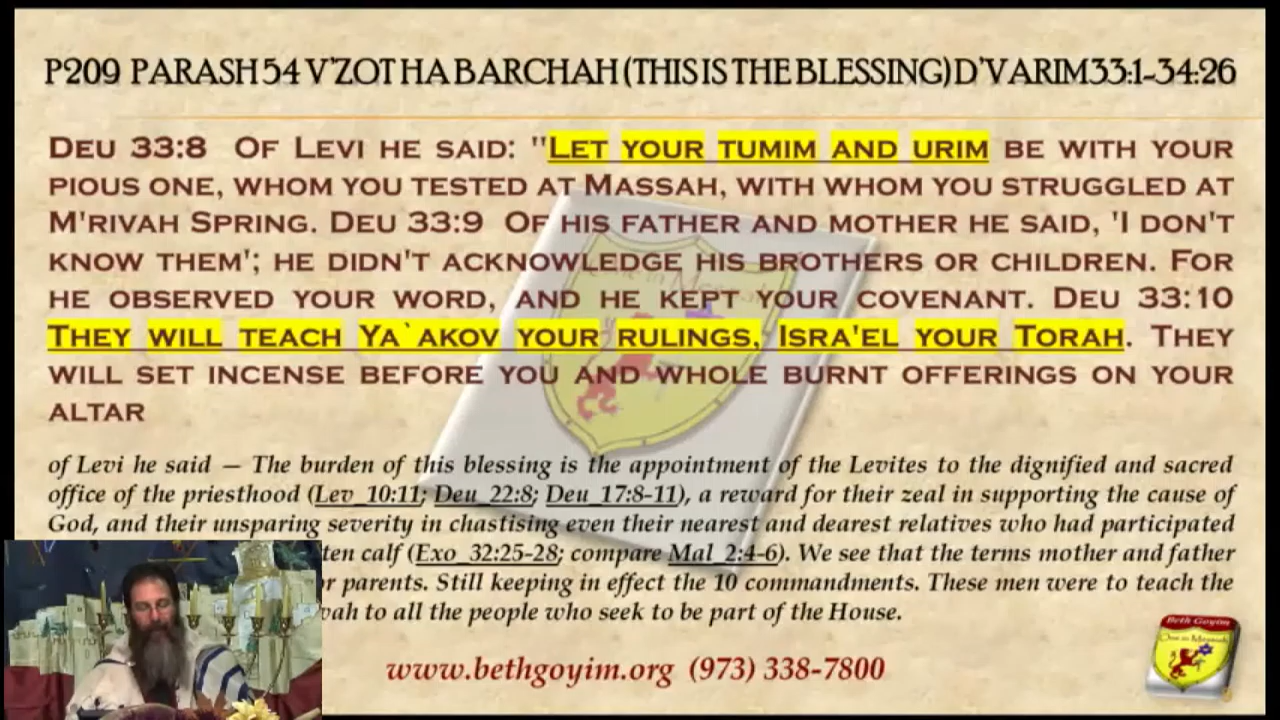 P209 PARASH 54 V'ZOT HA BARCHAH (THIS IS THE BLESSING) D'VARIM 33:1-34:26
DEU 33:8 OF LEVI HE SAID: "LET YOUR TUMIM AND URIM BE WITH YOUR
PIOUS ONE, WHOM YOU TESTED AT MASSAH, WITH WHOM YOU STRUGGLED AT
M'RIVAH SPRING. DEU 33:9 OF HIS FATHER AND MOTHER HE SAID, 'I DON'T
KNOW THEM'; HE DIDN'T ACKNOWLEDGE HIS BROTHERS OR CHILDREN. FOR
HE OBSERVED YOUR WORD, AND HE KEPT YOUR COVENANT. DEU 33:10
THEY WILL TEACH YA`AKOV YOUR RULINGS, ISRA'EL YOUR TORAH. THEY
WILL SET INCENSE BEFORE YOU AND WHOLE BURNT OFFERINGS ON YOUR
ALTAR
of Levi he said — The burden of this blessing is the appointment of the Levites to the dignified and sacred
office of the priesthood (Lev_10:11; Deu_22:8; Deu_17:8-11), a reward for their zeal in supporting the cause of
God, and their unsparing severity in chastising even their nearest and dearest relatives who had participated
ten calf (Exo_32:25-28; compare Mal_2:4-6). We see that the terms mother and father
r parents. Still keeping in effect the 10 commandments. These men were to teach the
vah to all the people who seek to be part of the House.
www.bethgoyim.org (973) 338-7800
Beth Goyim
One in Messiah